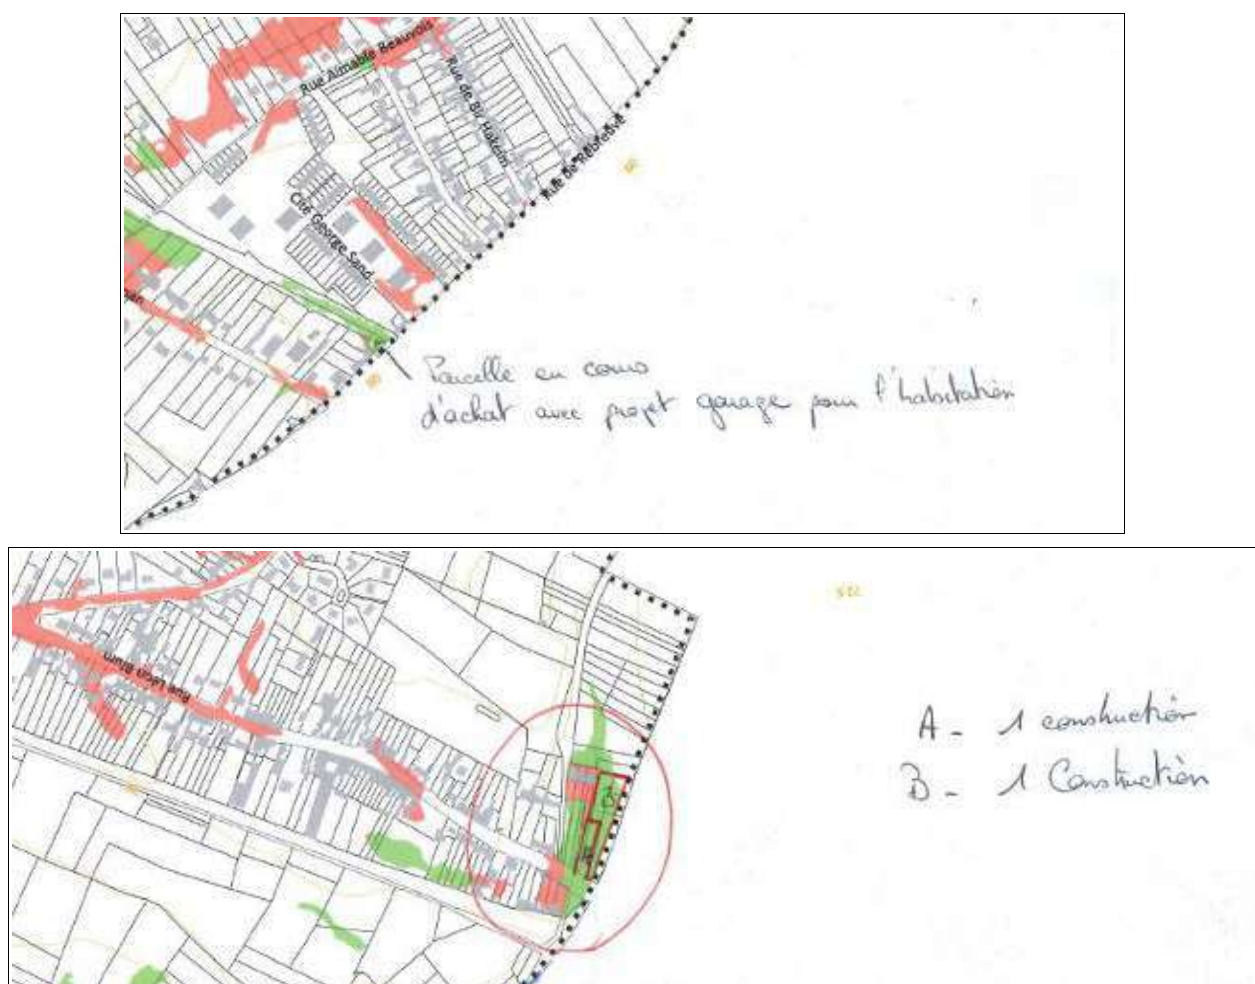 Rue Aimable Beauvois
Rue de Bir Hakeim
Rue de Rebreuve
Cité George Sand
Parcelle en cours
d'achat avec projet garage pour l'habitation
Rue Léon Blum
A - 1 construction
B - 1 Construction
B
A